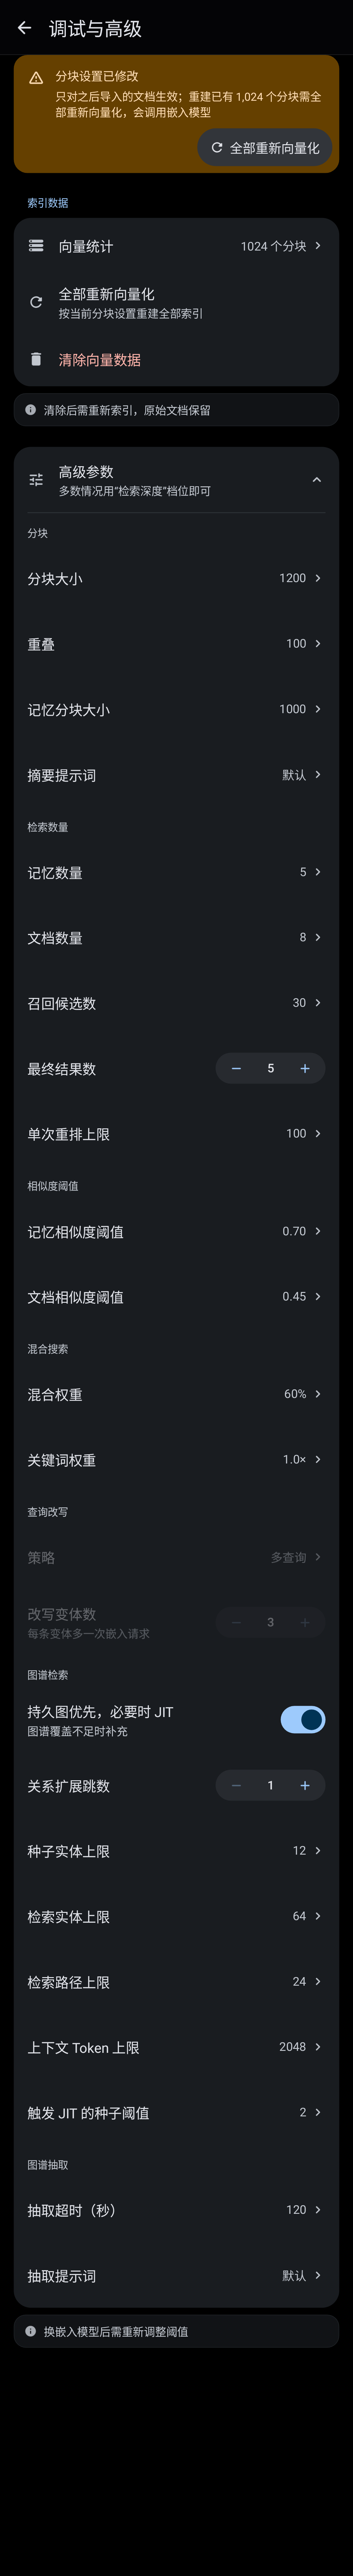 调试与高级
分块设置已修改
只对之后导入的文档生效；重建已有 1,024 个分块需全
部重新向量化，会调用嵌入模型
全部重新向量化
索引数据
向量统计 1024 个分块
全部重新向量化
按当前分块设置重建全部索引
清除向量数据
清除后需重新索引，原始文档保留
高级参数
多数情况用“检索深度”档位即可
分块
分块大小 1200
重叠 100
记忆分块大小 1000
摘要提示词 默认
检索数量
记忆数量 5
文档数量 8
召回候选数 30
最终结果数 − 5 +
单次重排上限 100
相似度阈值
记忆相似度阈值 0.70
文档相似度阈值 0.45
混合搜索
混合权重 60%
关键词权重 1.0×
查询改写
策略 多查询
改写变体数
每条变体多一次嵌入请求 − 3 +
图谱检索
持久图优先，必要时 JIT
图谱覆盖不足时补充
关系扩展跳数 − 1 +
种子实体上限 12
检索实体上限 64
检索路径上限 24
上下文 Token 上限 2048
触发 JIT 的种子阈值 2
图谱抽取
抽取超时（秒） 120
抽取提示词 默认
换嵌入模型后需重新调整阈值